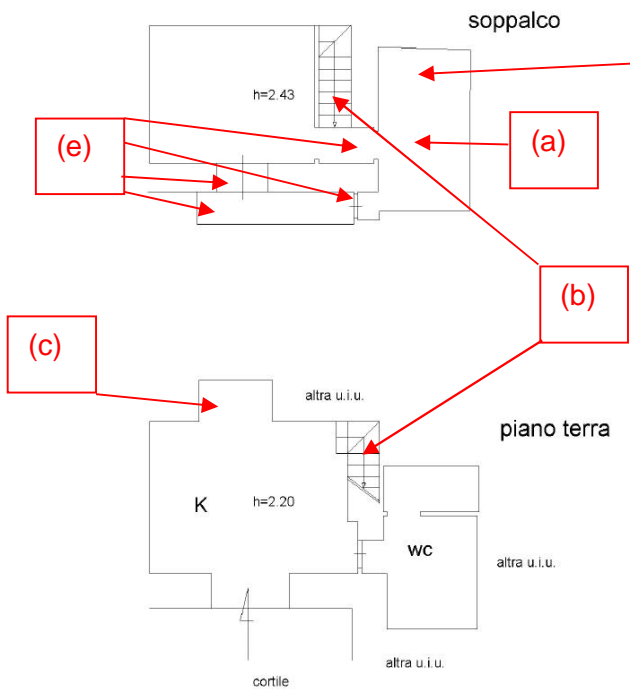 soppalco
h=2.43
(e)
(a)
(b)
(c)
altra u.i.u.
piano terra
K
h=2.20
wc
altra u.i.u.
altra u.i.u.
cortile